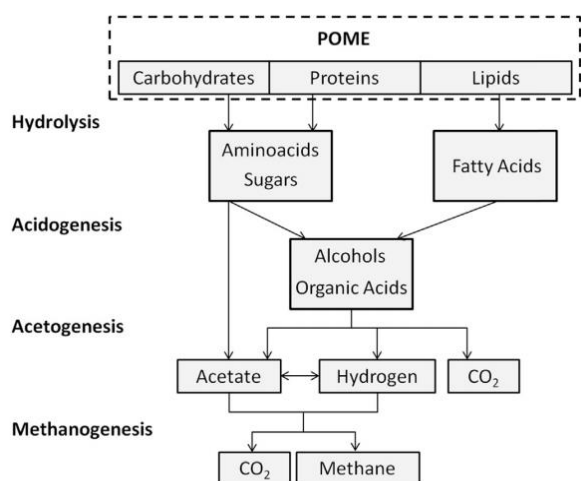 POME
Carbohydrates Proteins Lipids
Hydrolysis
Aminoacids
Sugars
Fatty Acids
Acidogenesis
Alcohols
Organic Acids
Acetogenesis
Acetate Hydrogen CO₂
Methanogenesis
CO₂ Methane